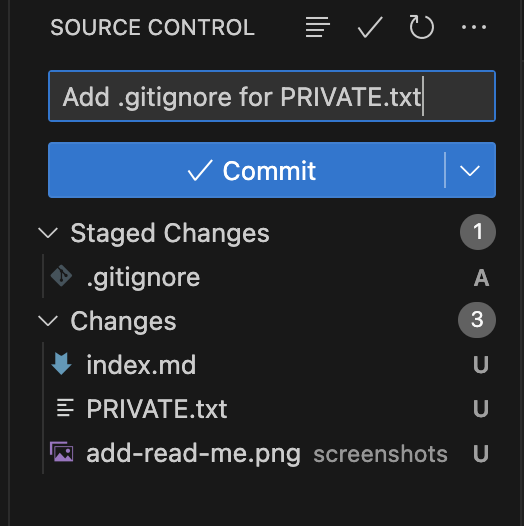 SOURCE CONTROL
Add .gitignore for PRIVATE.txt
Commit
Staged Changes 1
.gitignore A
Changes 3
index.md U
PRIVATE.txt U
add-read-me.png screenshots U